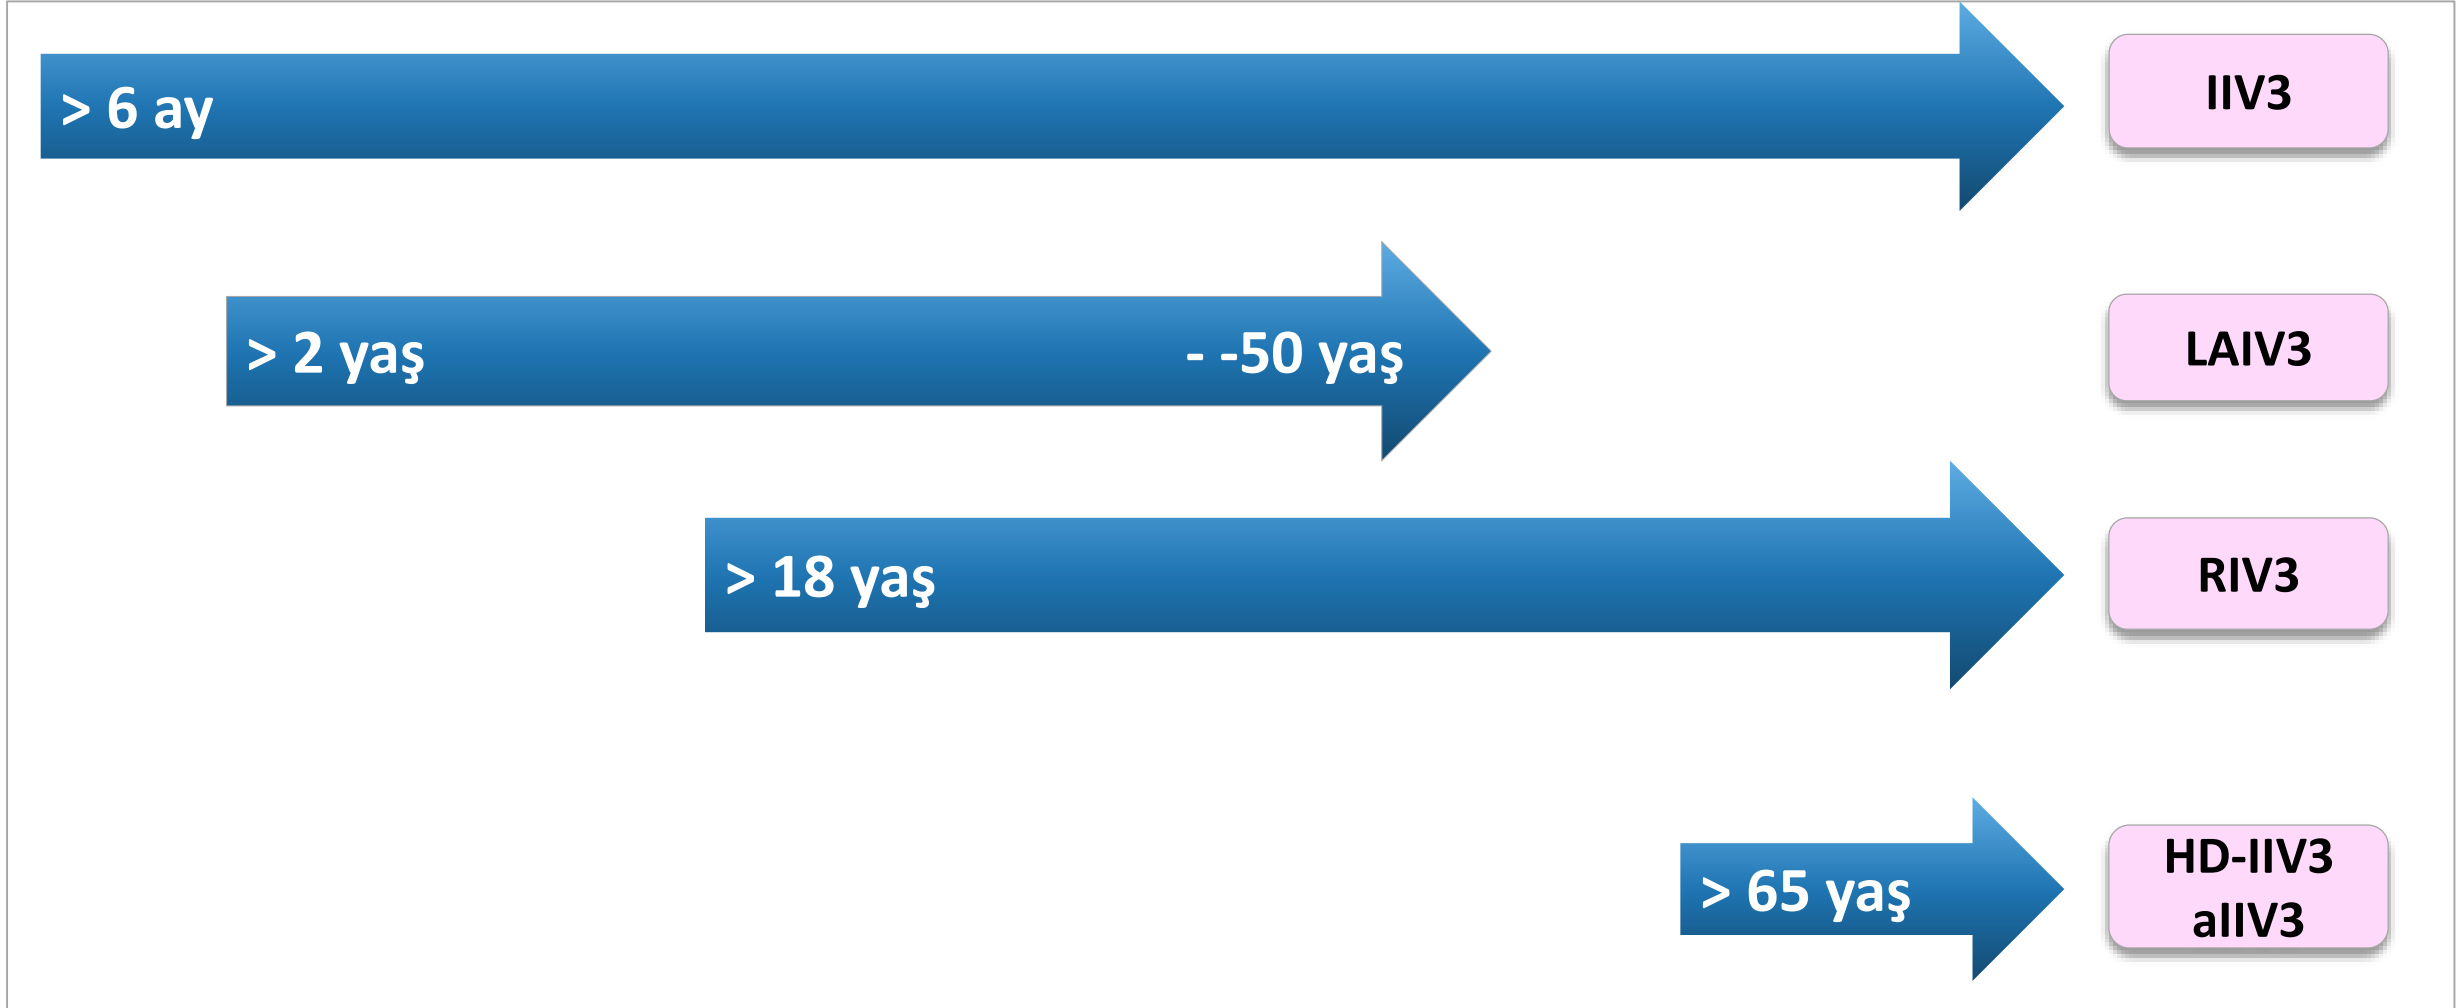 > 6 ay
IIV3
> 2 yaş
- -50 yaş
LAIV3
> 18 yaş
RIV3
> 65 yaş
HD-IIV3
aIIV3